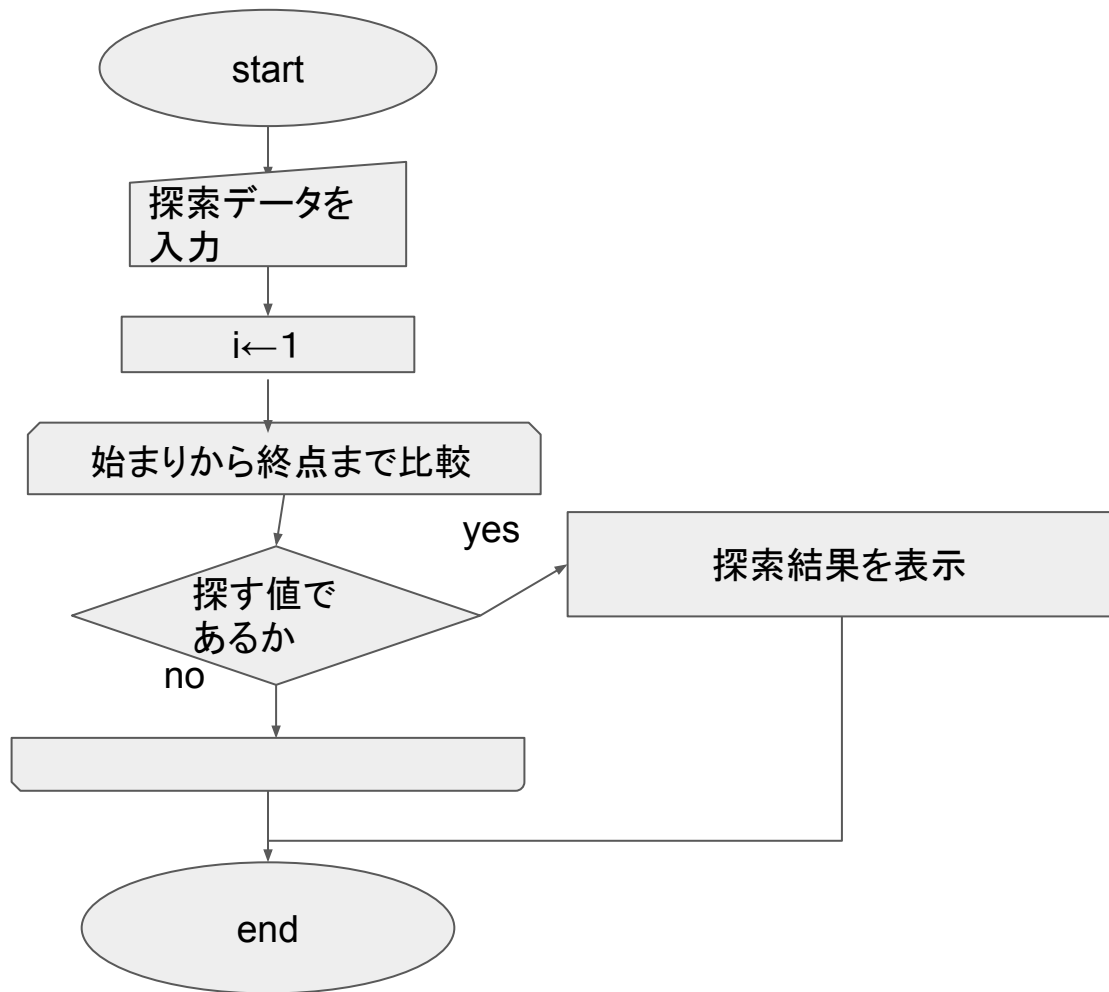 start
探索データを
入力
i←1
始まりから終点まで比較
yes
探索結果を表示
探す値で
あるか
no
end